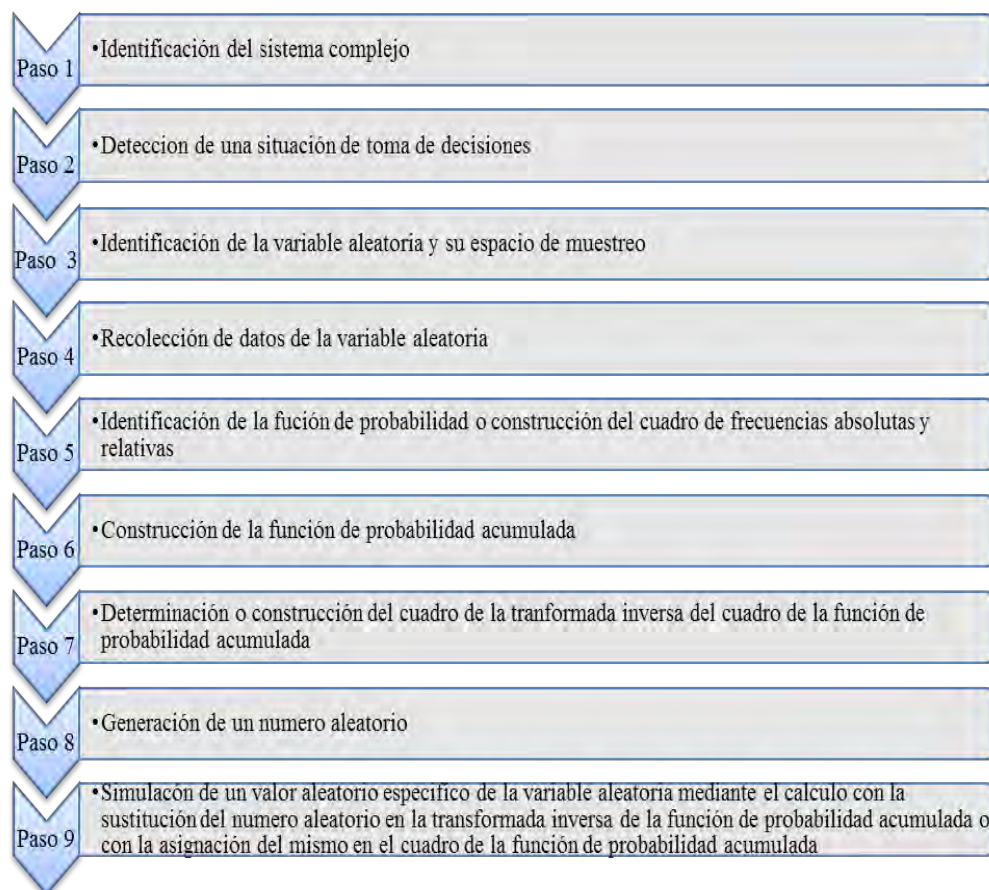 Paso 1
•Identificación del sistema complejo
Paso 2
•Deteccion de una situación de toma de decisiones
Paso 3
•Identificación de la variable aleatoria y su espacio de muestreo
Paso 4
•Recolección de datos de la variable aleatoria
Paso 5
•Identificación de la fución de probabilidad o construcción del cuadro de frecuencias absolutas y
relativas
Paso 6
•Construcción de la función de probabilidad acumulada
Paso 7
•Determinación o construcción del cuadro de la tranformada inversa del cuadro de la función de
probabilidad acumulada
Paso 8
•Generación de un numero aleatorio
Paso 9
•Simulacón de un valor aleatorio especifico de la variable aleatoria mediante el calculo con la
sustitución del numero aleatorio en la transformada inversa de la función de probabilidad acumulada o
con la asignación del mismo en el cuadro de la función de probabilidad acumulada